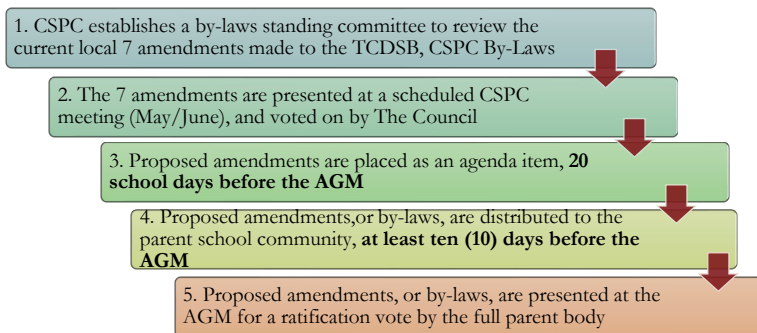 1. CSPC establishes a by-laws standing committee to review the
current local 7 amendments made to the TCDSB, CSPC By-Laws
2. The 7 amendments are presented at a scheduled CSPC
meeting (May/June), and voted on by The Council
3. Proposed amendments are placed as an agenda item, 20
school days before the AGM
4. Proposed amendments,or by-laws, are distributed to the
parent school community, at least ten (10) days before the
AGM
5. Proposed amendments, or by-laws, are presented at the
AGM for a ratification vote by the full parent body